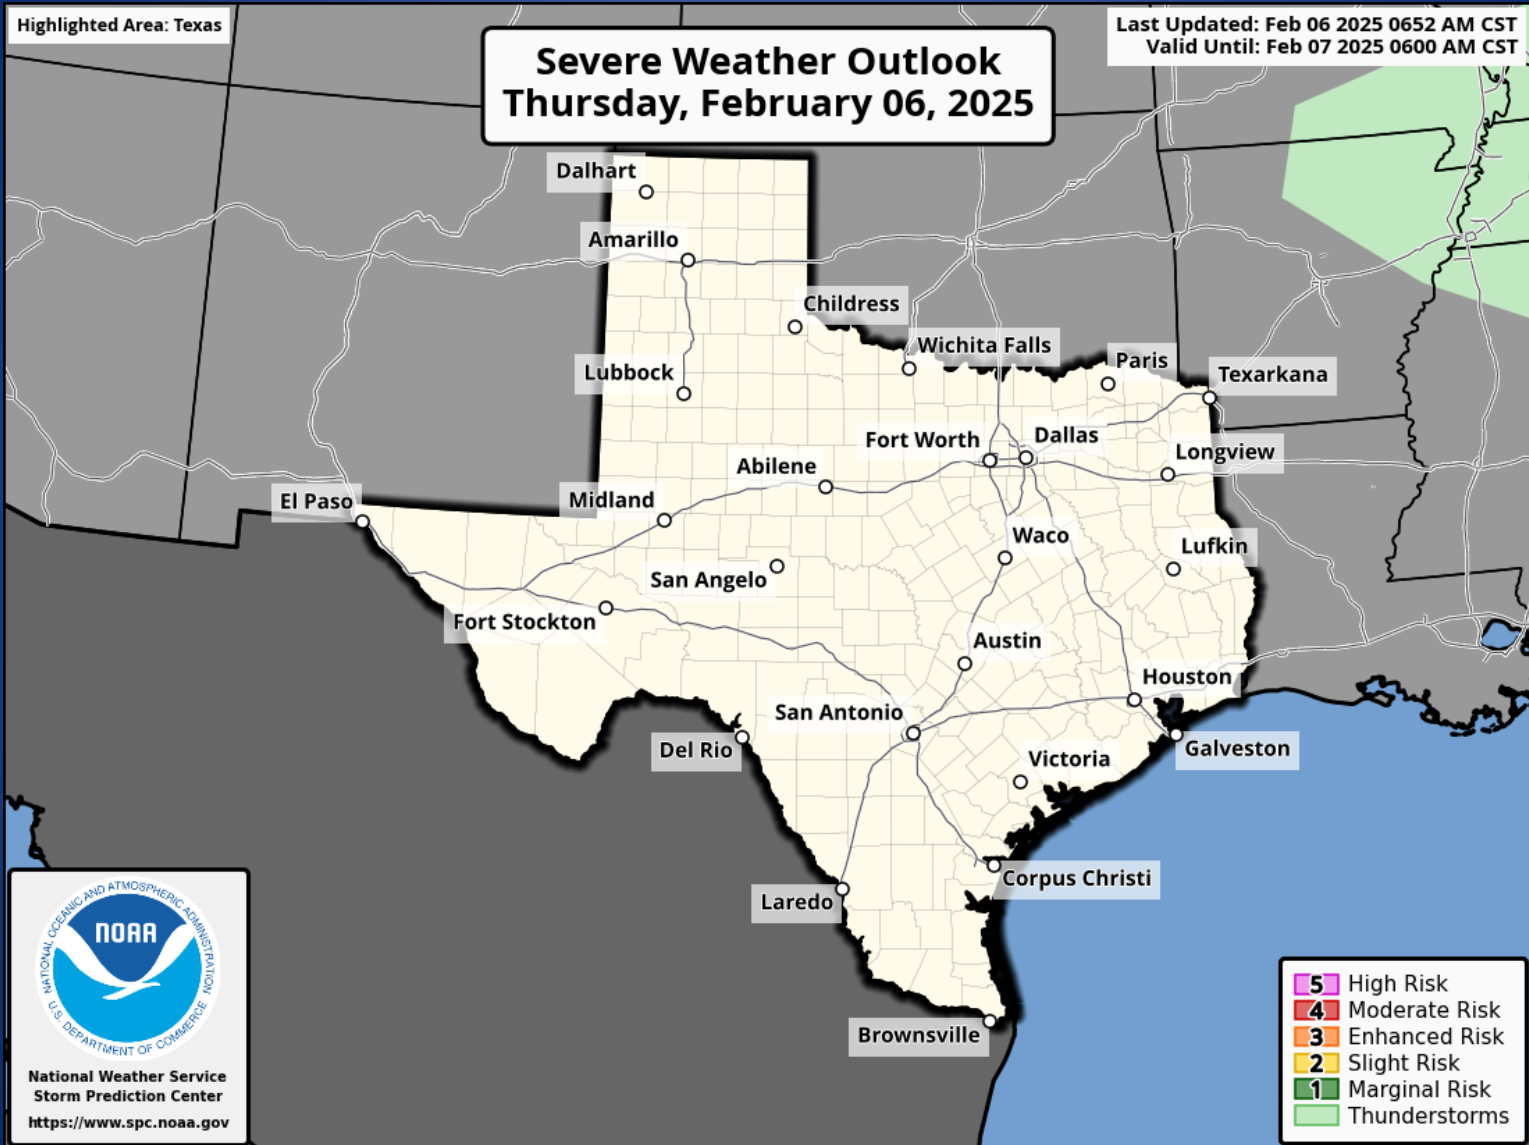 Highlighted Area: Texas
Severe Weather Outlook
Thursday, February 06, 2025
Last Updated: Feb 06 2025 0652 AM CST
Valid Until: Feb 07 2025 0600 AM CST
Dalhart
Amarillo
Childress
Wichita Falls
Paris
Texarkana
Lubbock
Fort Worth
Dallas
Longview
Abilene
Midland
El Paso
Waco
Lufkin
San Angelo
Fort Stockton
Austin
Houston
San Antonio
Del Rio
Galveston
Victoria
Corpus Christi
Laredo
Brownsville
NATIONAL OCEANIC AND ATMOSPHERIC ADMINISTRATION
NOAA
U.S. DEPARTMENT OF COMMERCE
National Weather Service
Storm Prediction Center
https://www.spc.noaa.gov
5 High Risk
4 Moderate Risk
3 Enhanced Risk
2 Slight Risk
1 Marginal Risk
Thunderstorms